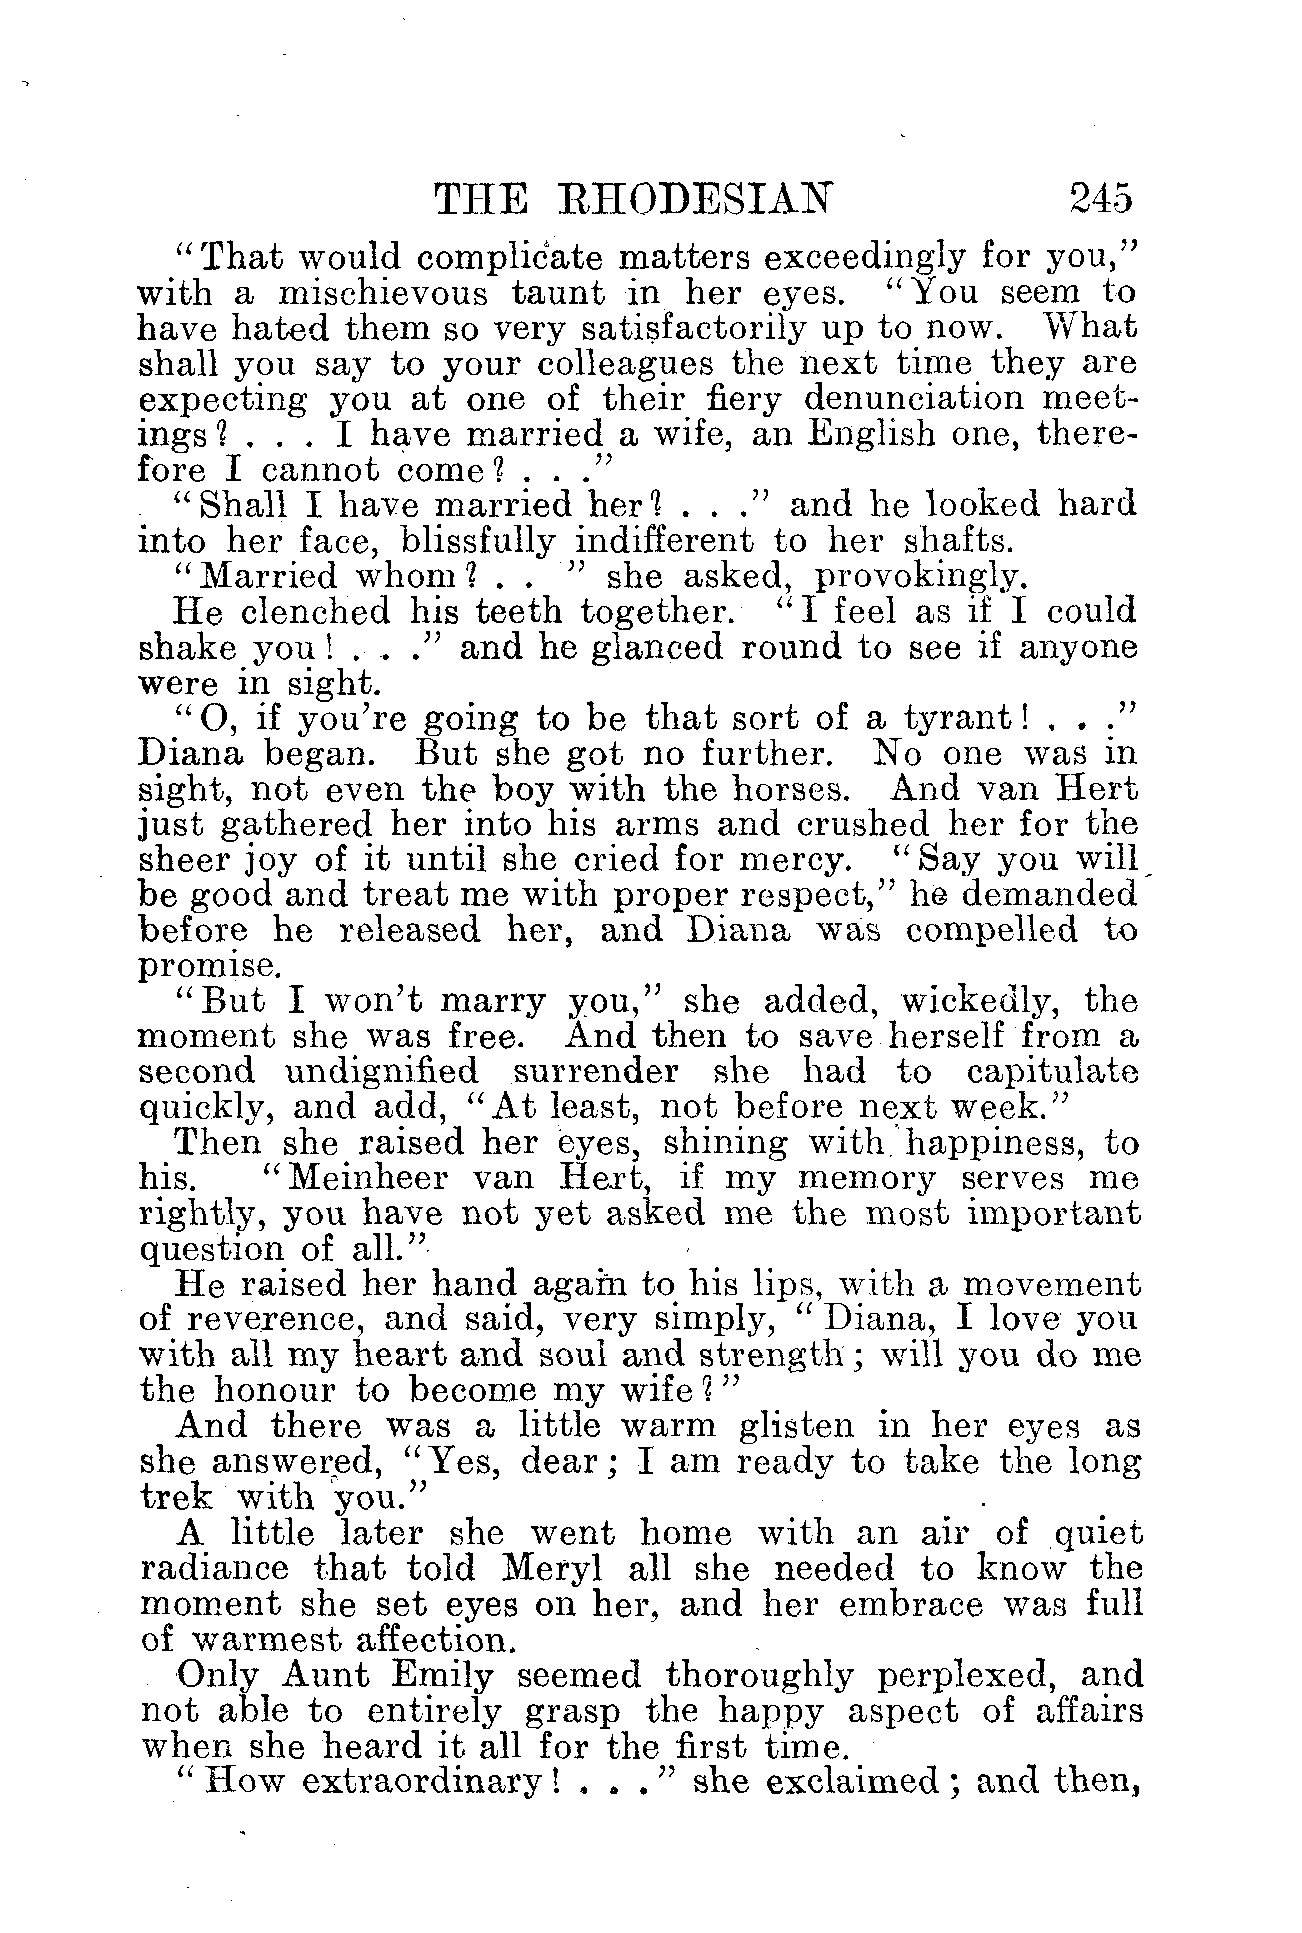 THE RHODESIAN 245
"That would complicate matters exceedingly for you,"
with a mischievous taunt in her eyes. "You seem to
have hated them so very satisfactorily up to now. What
shall you say to your colleagues the next time they are
expecting you at one of their fiery denunciation meet-
ings? . . . I have married a wife, an English one, there-
fore I cannot come? . . ."
"Shall I have married her? . . ." and he looked hard
into her face, blissfully indifferent to her shafts.
"Married whom? . . " she asked, provokingly.
He clenched his teeth together. "I feel as if I could
shake you! . . ." and he glanced round to see if anyone
were in sight.
"O, if you're going to be that sort of a tyrant! . . ."
Diana began. But she got no further. No one was in
sight, not even the boy with the horses. And van Hert
just gathered her into his arms and crushed her for the
sheer joy of it until she cried for mercy. "Say you will
be good and treat me with proper respect," he demanded
before he released her, and Diana was compelled to
promise.
"But I won't marry you," she added, wickedly, the
moment she was free. And then to save herself from a
second undignified surrender she had to capitulate
quickly, and add, "At least, not before next week."
Then she raised her eyes, shining with happiness, to
his. "Meinheer van Hert, if my memory serves me
rightly, you have not yet asked me the most important
question of all."
He raised her hand again to his lips, with a movement
of reverence, and said, very simply, "Diana, I love you
with all my heart and soul and strength; will you do me
the honour to become my wife?"
And there was a little warm glisten in her eyes as
she answered, "Yes, dear; I am ready to take the long
trek with you."
A little later she went home with an air of quiet
radiance that told Meryl all she needed to know the
moment she set eyes on her, and her embrace was full
of warmest affection.
Only Aunt Emily seemed thoroughly perplexed, and
not able to entirely grasp the happy aspect of affairs
when she heard it all for the first time.
"How extraordinary! . . ." she exclaimed; and then,